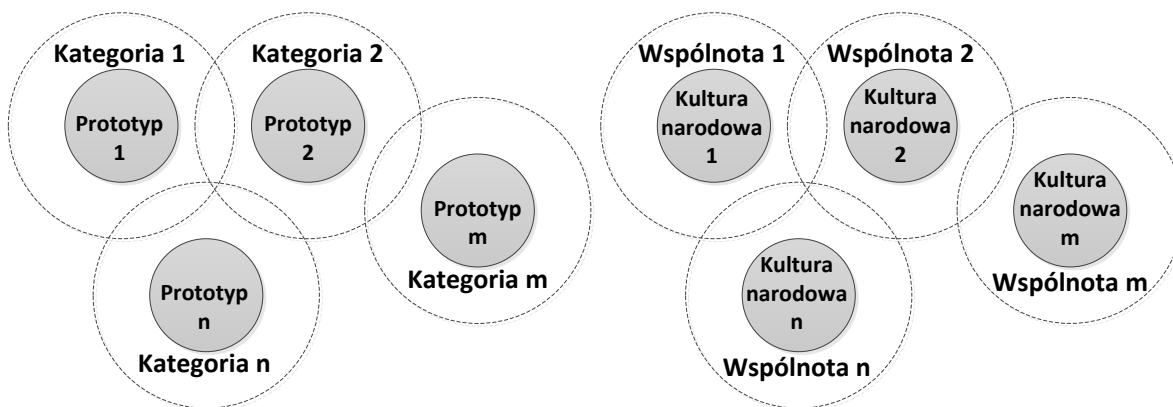 Kategoria 1
Prototyp
1
Kategoria 2
Prototyp
2
Prototyp
m
Kategoria m
Prototyp
n
Kategoria n
Wspólnota 1
Kultura
narodowa
1
Wspólnota 2
Kultura
narodowa
2
Kultura
narodowa
m
Wspólnota m
Kultura
narodowa
n
Wspólnota n